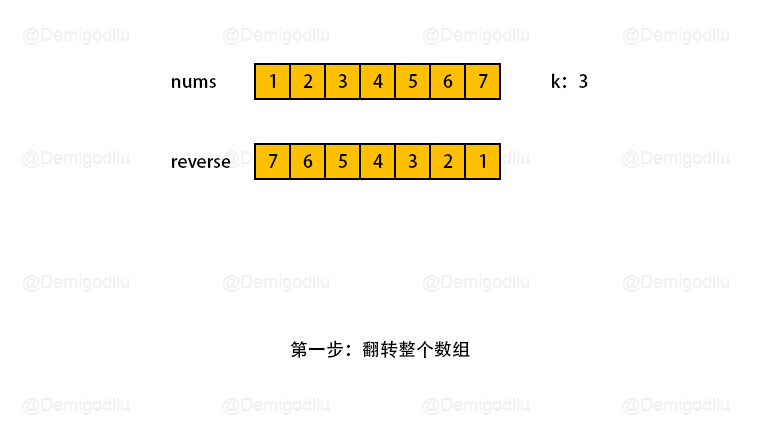 @Demigodliu @Demigodliu @Demigodliu @Demigodliu
nums 1 2 3 4 5 6 7 k: 3
@Demigodliu @Demigodliu @Demigodliu
reverse 7 6 5 4 3 2 1
@Demigodliu @Demigodliu @Demigodliu @Demigodliu
第一步：翻转整个数组
@Demigodliu @Demigodliu @Demigodliu @Demigodliu